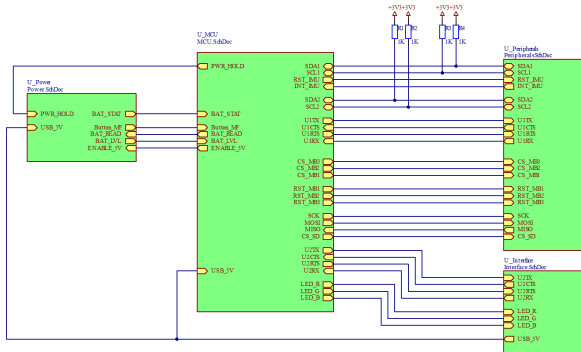 +3V3+3V3
+3V3+3V3
R1
R2
R3
R4
1K
1K
1K
1K
U_MCU
MCU.SchDoc
PWR_HOLD
SDA1
SCL1
RST_IMU
INT_IMU
SDA2
SCL2
BAT_STAT
U1TX
U1CTS
U1RTS
U1RX
Button_MF
BAT_READ
BAT_LVL
ENABLE_5V
CS_MB3
CS_MB2
CS_MB1
RST_MB1
RST_MB2
RST_MB3
SCK
MOSI
MISO
CS_SD
U2TX
U2CTS
U2RTS
U2RX
USB_5V
LED_R
LED_G
LED_B
U_Power
Power.SchDoc
PWR_HOLD
BAT_STAT
USB_5V
Button_MF
BAT_READ
BAT_LVL
ENABLE_5V
U_Peripherals
Peripherals.SchDoc
SDA1
SCL1
RST_IMU
INT_IMU
SDA2
SCL2
U1TX
U1CTS
U1RTS
U1RX
CS_MB3
CS_MB2
CS_MB1
RST_MB1
RST_MB2
RST_MB3
SCK
MOSI
MISO
CS_SD
U_Interface
Interface.SchDoc
U2TX
U2CTS
U2RTS
U2RX
LED_R
LED_G
LED_B
USB_5V